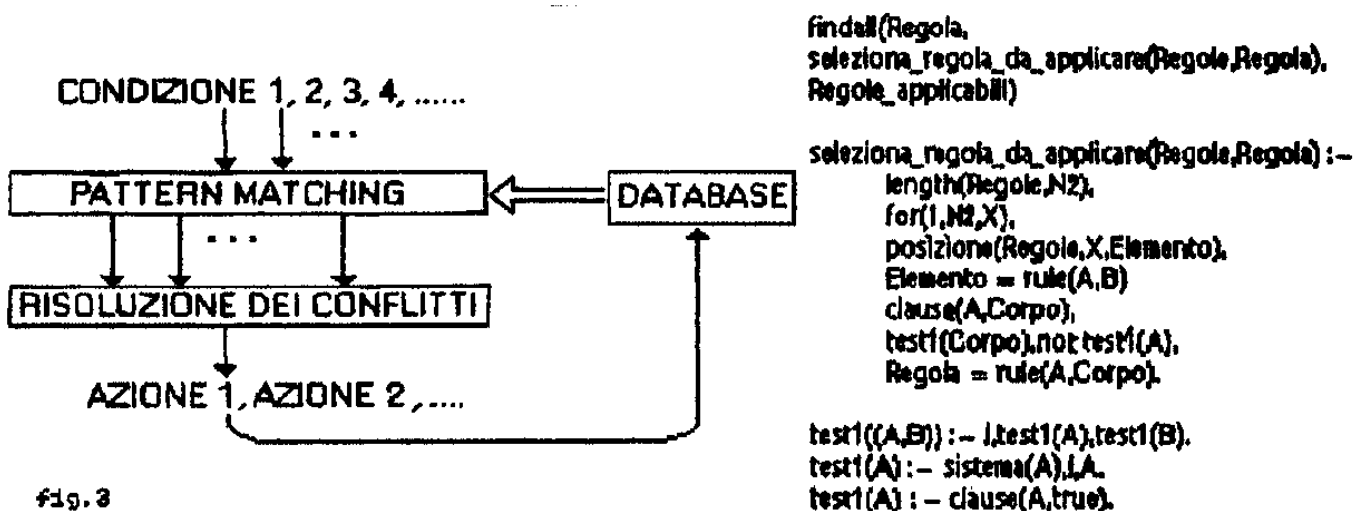 CONDIZIONE 1, 2, 3, 4, ......
...
PATTERN MATCHING
DATABASE
...
RISOLUZIONE DEI CONFLITTI
AZIONE 1, AZIONE 2, ....
fig.3
findall(Regola,
seleziona_regola_da_applicare(Regole,Regola),
Regole_applicabili)
seleziona_regola_da_applicare(Regole,Regola) :-
length(Regole,N2),
for(1,N2,X),
posizione(Regole,X,Elemento),
Elemento = rule(A,B)
clause(A,Corpo),
test1(Corpo),not test1(A),
Regola = rule(A,Corpo).
test1((A,B)) :- !,test1(A),test1(B).
test1(A) :- sistema(A),!,A.
test1(A) :- clause(A,true).